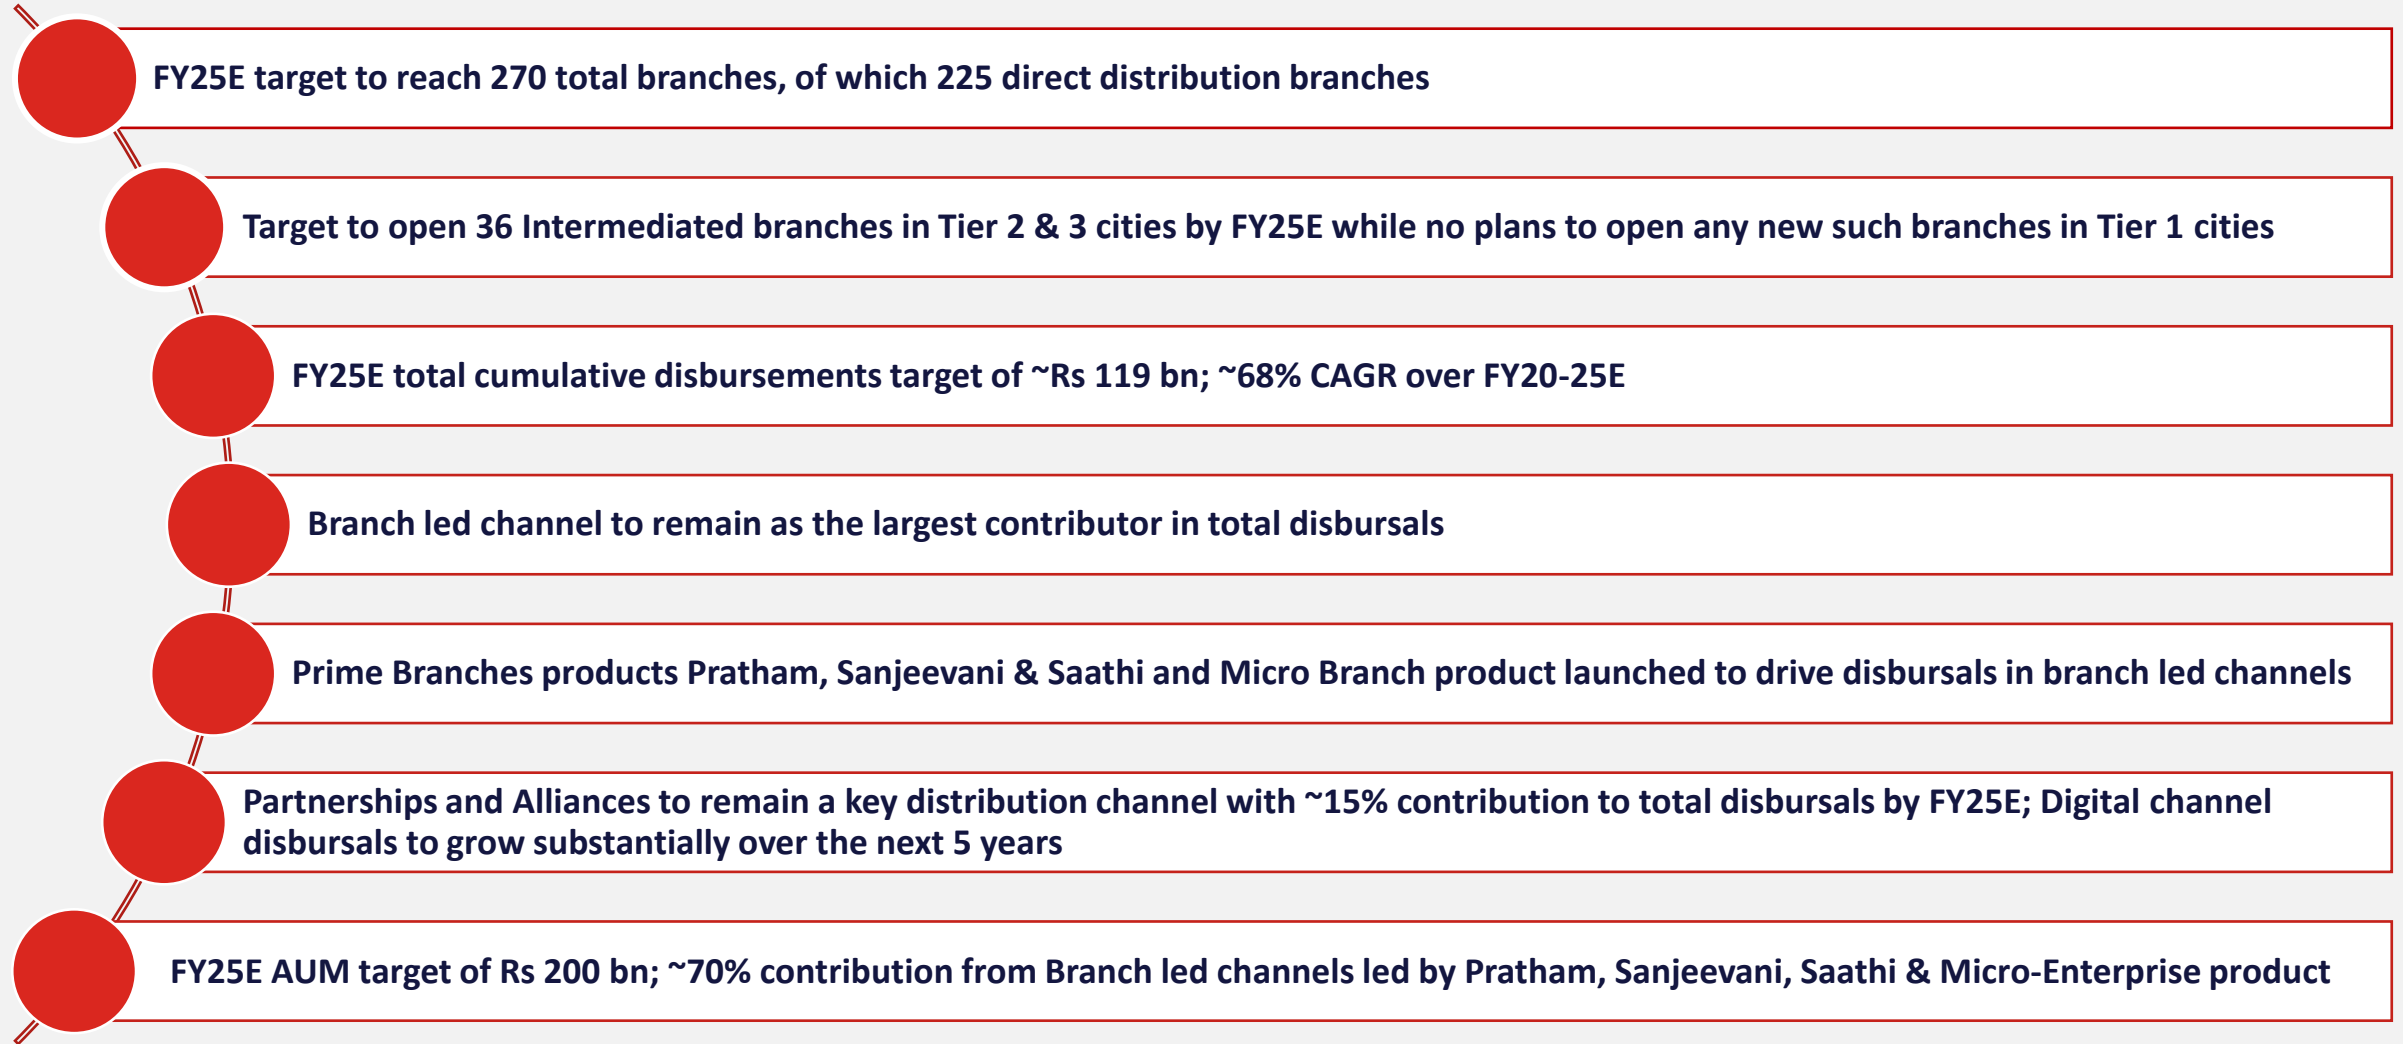 FY25E target to reach 270 total branches, of which 225 direct distribution branches
Target to open 36 Intermediated branches in Tier 2 & 3 cities by FY25E while no plans to open any new such branches in Tier 1 cities
FY25E total cumulative disbursements target of ~Rs 119 bn; ~68% CAGR over FY20-25E
Branch led channel to remain as the largest contributor in total disbursals
Prime Branches products Pratham, Sanjeevani & Saathi and Micro Branch product launched to drive disbursals in branch led channels
Partnerships and Alliances to remain a key distribution channel with ~15% contribution to total disbursals by FY25E; Digital channel
disbursals to grow substantially over the next 5 years
FY25E AUM target of Rs 200 bn; ~70% contribution from Branch led channels led by Pratham, Sanjeevani, Saathi & Micro-Enterprise product